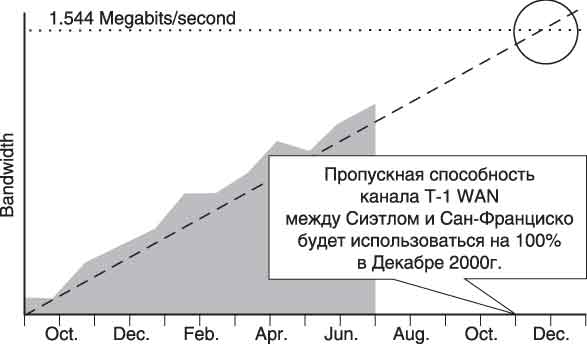 1.544 Megabits/second
Bandwidth
Пропускная способность
канала Т-1 WAN
между Сиэтлом и Сан-Франциско
будет использоваться на 100%
в Декабре 2000г.
Oct. Dec. Feb. Apr. Jun. Aug. Oct. Dec.